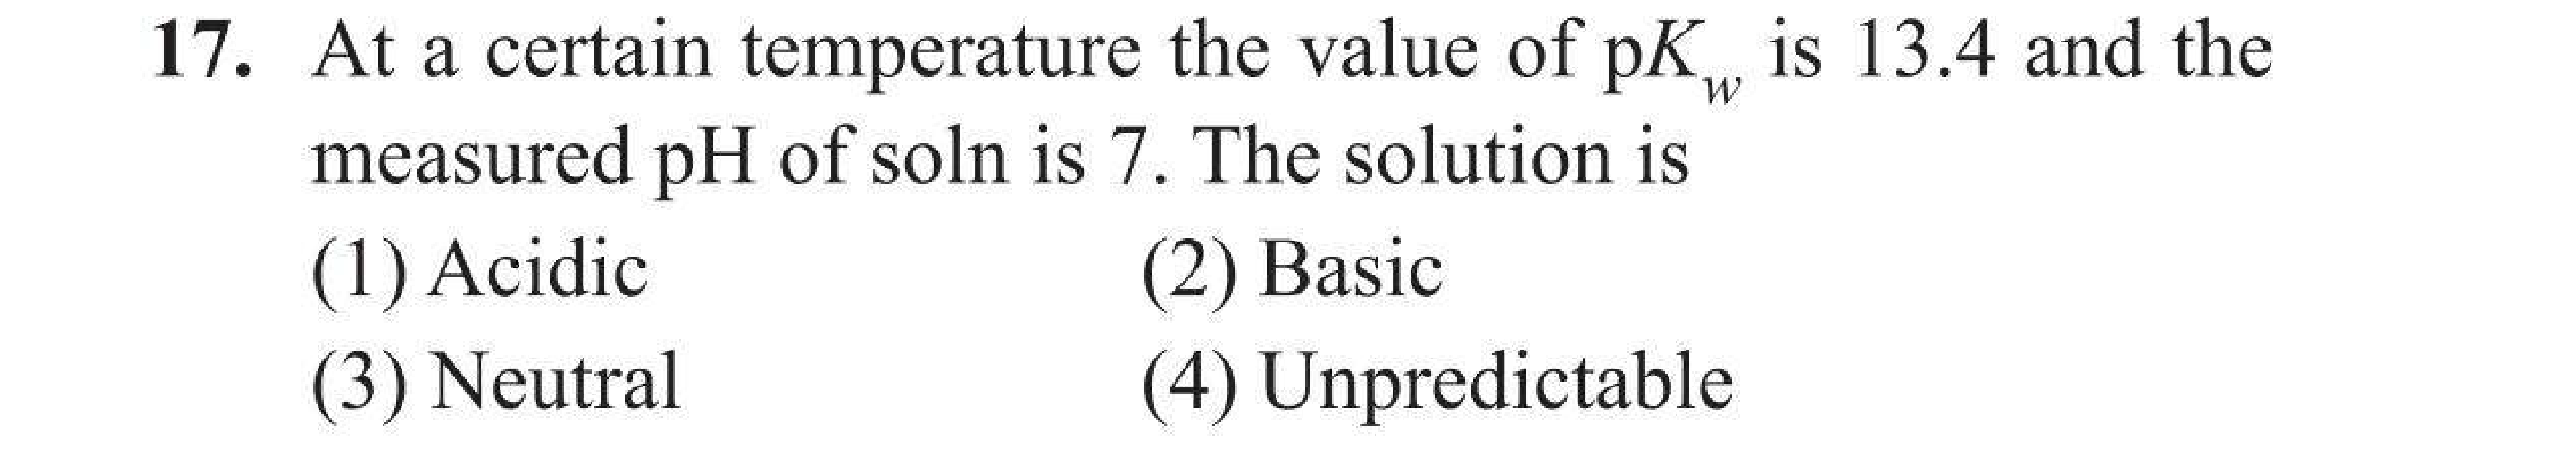 17. At a certain temperature the value of pK_w is 13.4 and the
measured pH of soln is 7. The solution is
(1) Acidic (2) Basic
(3) Neutral (4) Unpredictable